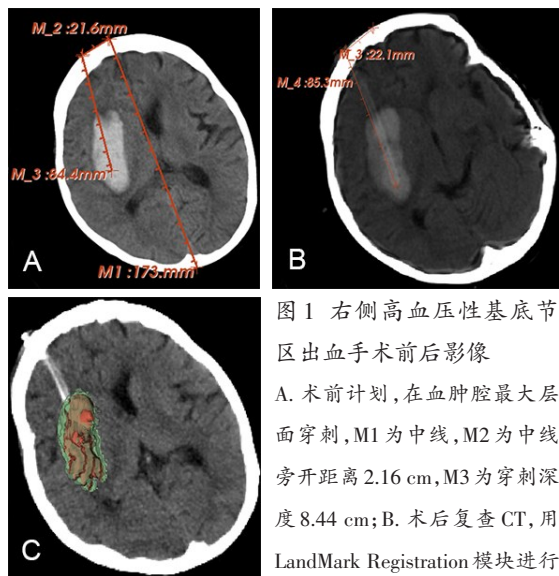 M_2 :21.6mm
M_3 :84.4mm
M1 :173.mm
A
M_3 :22.1mm
M_4 :85.3mm
B
C
图 1 右侧高血压性基底节
区出血手术前后影像
A. 术前计划,在血肿腔最大层
面穿刺,M1 为中线,M2 为中线
旁开距离 2.16 cm,M3 为穿刺深
度 8.44 cm;B. 术后复查 CT,用
LandMark Registration 模块进行